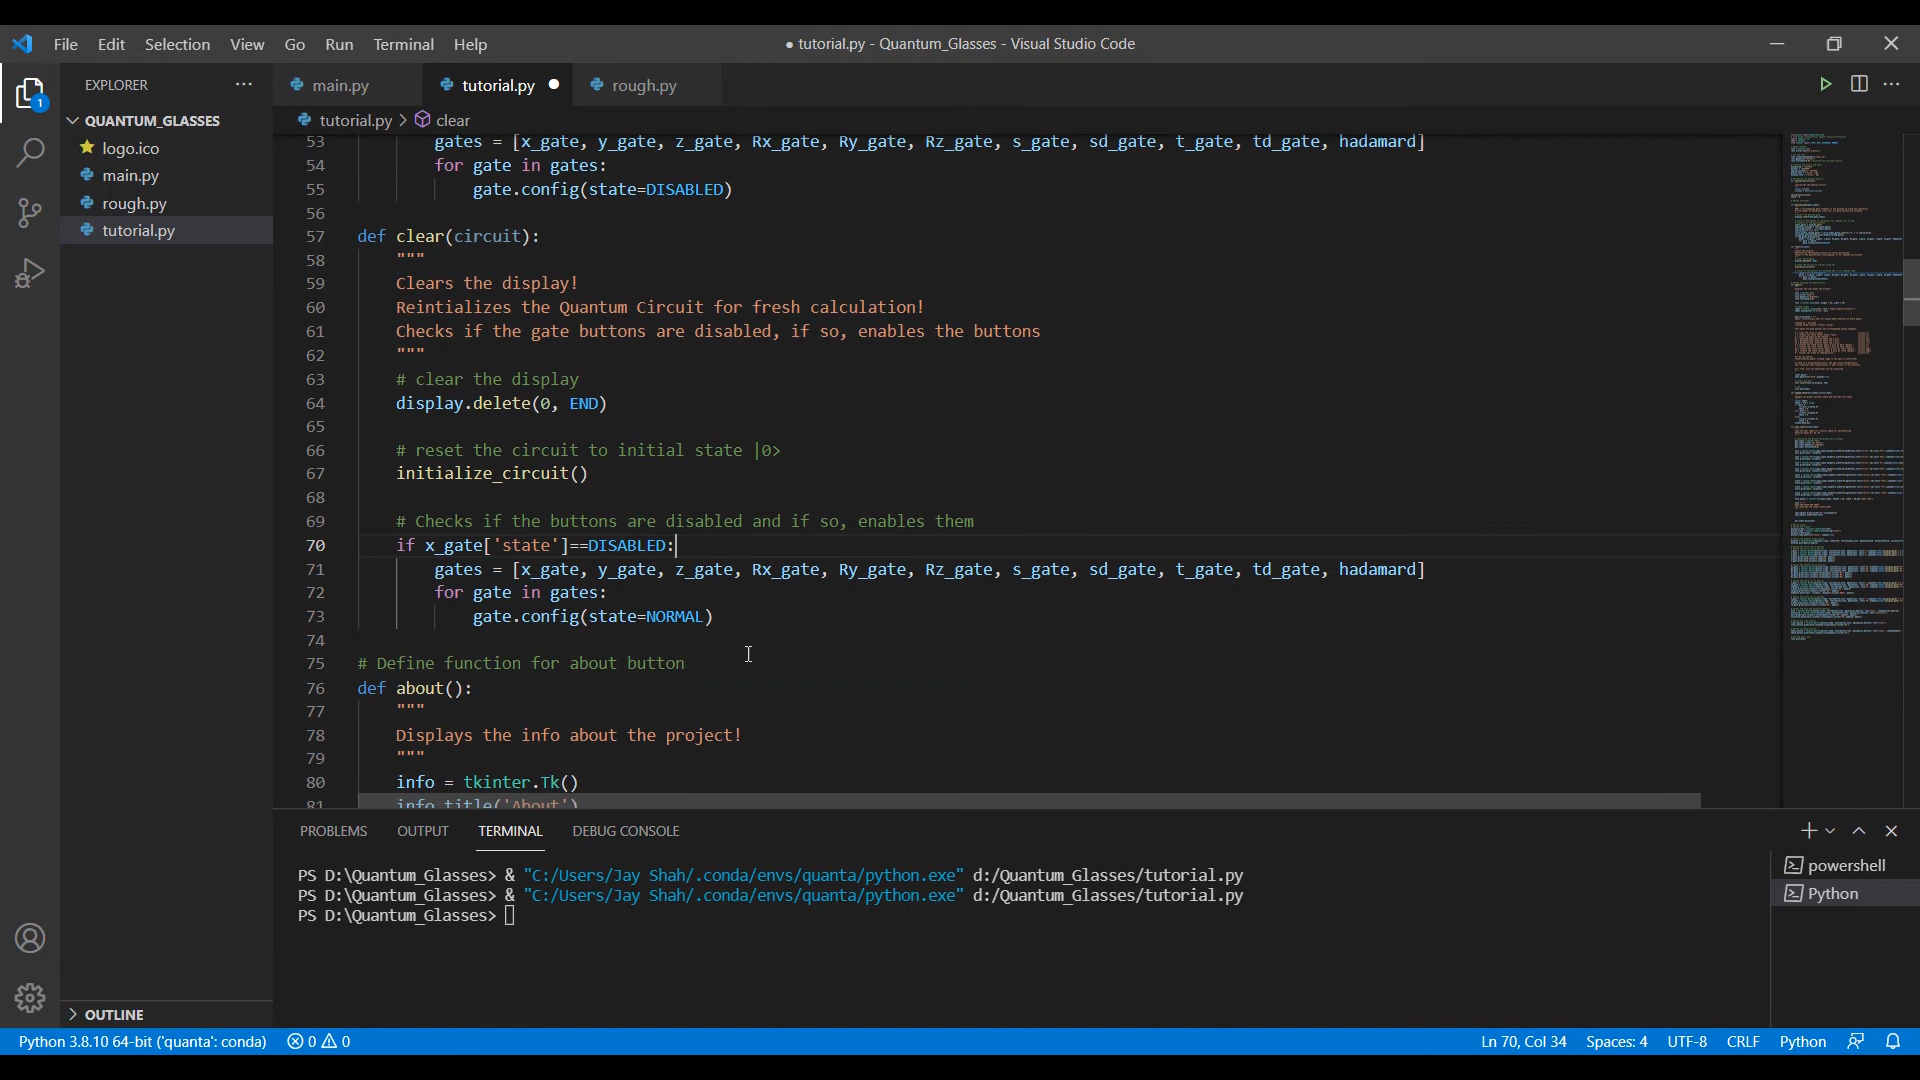 File Edit Selection View Go Run Terminal Help
● tutorial.py - Quantum_Glasses - Visual Studio Code
EXPLORER
main.py
tutorial.py
rough.py
QUANTUM_GLASSES
logo.ico
main.py
rough.py
tutorial.py
OUTLINE
1
tutorial.py > clear
53 gates = [x_gate, y_gate, z_gate, Rx_gate, Ry_gate, Rz_gate, s_gate, sd_gate, t_gate, td_gate, hadamard]
54 for gate in gates:
55 gate.config(state=DISABLED)
56
57 def clear(circuit):
58 """
59 Clears the display!
60 Reintializes the Quantum Circuit for fresh calculation!
61 Checks if the gate buttons are disabled, if so, enables the buttons
62 """
63 # clear the display
64 display.delete(0, END)
65
66 # reset the circuit to initial state |0>
67 initialize_circuit()
68
69 # Checks if the buttons are disabled and if so, enables them
70 if x_gate['state']==DISABLED:
71 gates = [x_gate, y_gate, z_gate, Rx_gate, Ry_gate, Rz_gate, s_gate, sd_gate, t_gate, td_gate, hadamard]
72 for gate in gates:
73 gate.config(state=NORMAL)
74
75 # Define function for about button
76 def about():
77 """
78 Displays the info about the project!
79 """
80 info = tkinter.Tk()
81 info.title('About')
PROBLEMS OUTPUT TERMINAL DEBUG CONSOLE
PS D:\Quantum_Glasses> & "C:/Users/Jay Shah/.conda/envs/quanta/python.exe" d:/Quantum_Glasses/tutorial.py
PS D:\Quantum_Glasses> & "C:/Users/Jay Shah/.conda/envs/quanta/python.exe" d:/Quantum_Glasses/tutorial.py
PS D:\Quantum_Glasses>
powershell
Python
Python 3.8.10 64-bit ('quanta': conda) 0 0 Ln 70, Col 34 Spaces: 4 UTF-8 CRLF Python